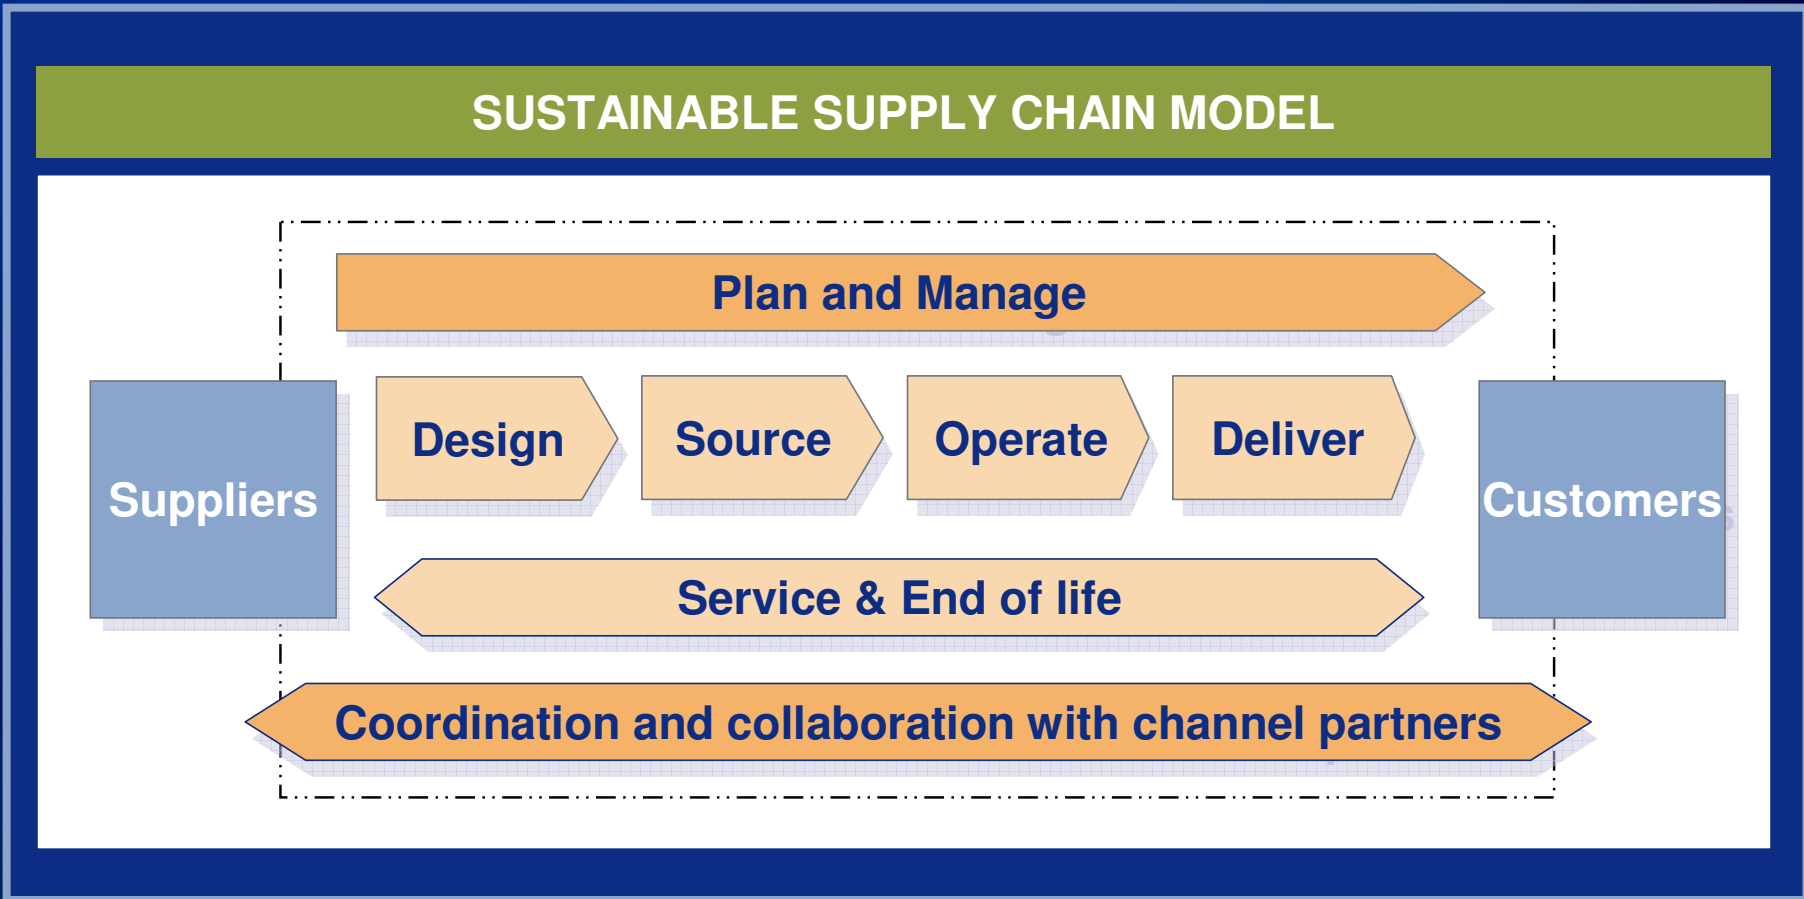 SUSTAINABLE SUPPLY CHAIN MODEL
Plan and Manage
Design
Source
Operate
Deliver
Suppliers
Customers
Service & End of life
Coordination and collaboration with channel partners